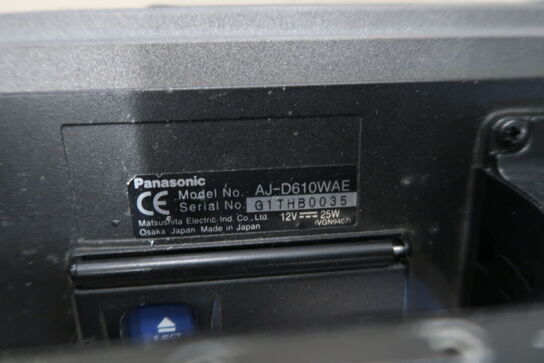 Panasonic
Model No. AJ-D610WAE
CE Serial No. G1THB0035
Matsushita Electric Ind. Co., Ltd. 12V 25W
Osaka Japan Made in Japan (VGN9407)
EJECT